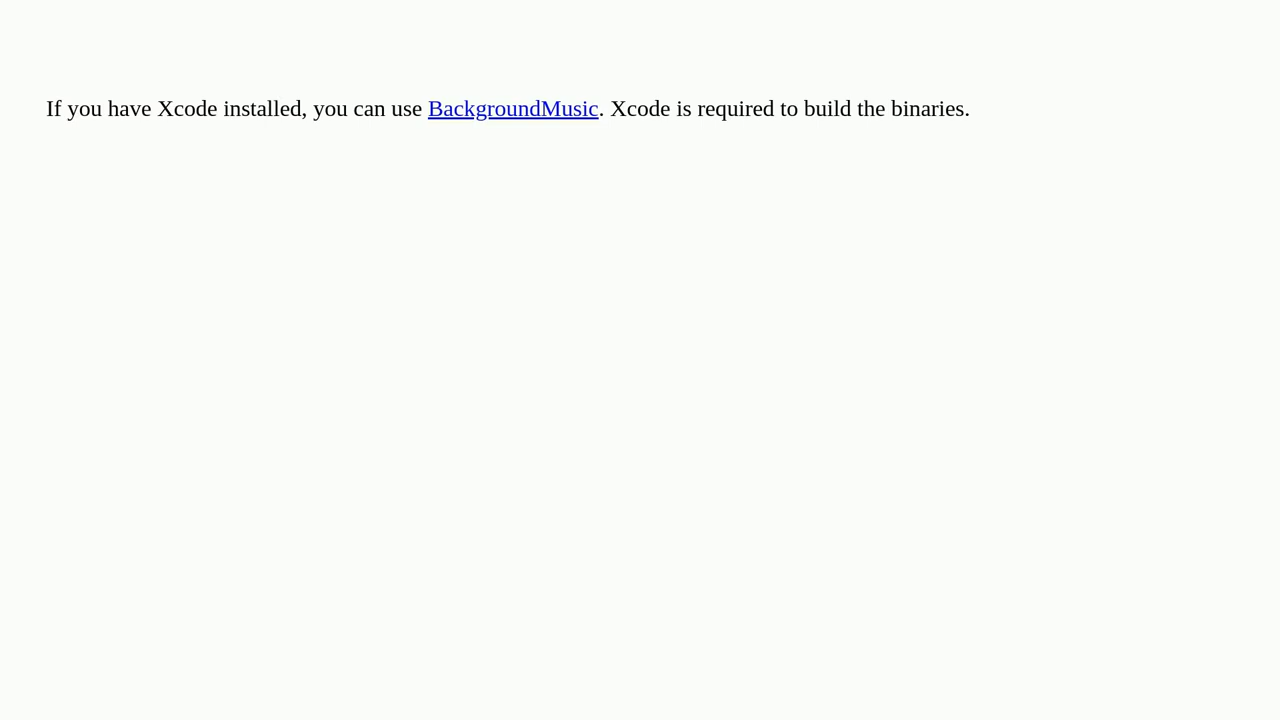 If you have Xcode installed, you can use BackgroundMusic. Xcode is required to build the binaries.